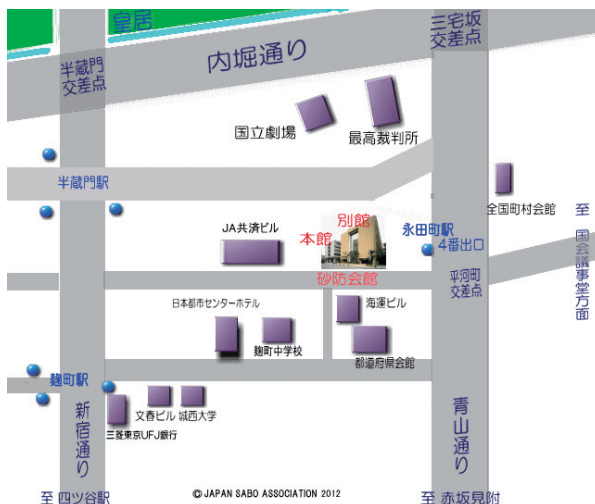 皇居
三宅坂
交差点
半蔵門
交差点
内堀通り
国立劇場
最高裁判所
半蔵門駅
全国町村会館
至 国会議事堂方面
JA共済ビル
本館
別館
永田町駅
4番出口
砂防会館
平河町
交差点
日本都市センターホテル
海運ビル
麹町中学校
都道府県会館
麹町駅
文春ビル
城西大学
三菱東京UFJ銀行
新宿通り
青山通り
至 四ツ谷駅
© JAPAN SABO ASSOCIATION 2012
至 赤坂見附